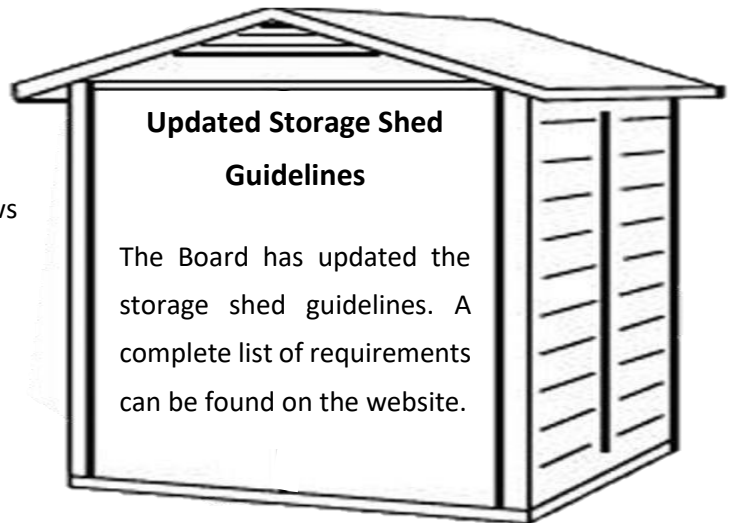 Updated Storage Shed
Guidelines
ws
The Board has updated the
storage shed guidelines. A
complete list of requirements
can be found on the website.